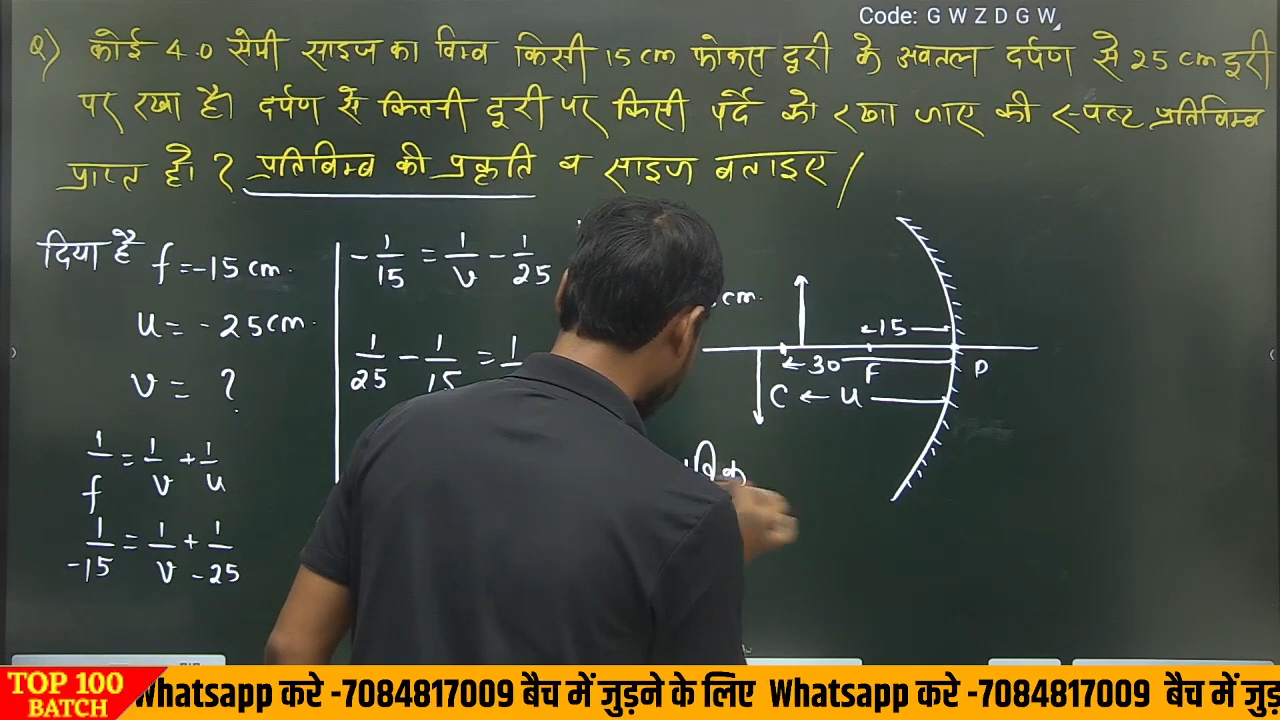 Code: G W Z D G W
Q) कोई 4.0 सेमी साइज का विम्व किसी 15 cm फोकस दूरी के अवतल दर्पण से 25 cm दूरी
पर रखा है। दर्पण से कितनी दूरी पर किसी पर्दे को रखा जाए की स्पष्ट प्रतिविम्ब
प्राप्त हो ? प्रतिबिम्ब की प्रकृति व साइज बताइए /
दिया है f = -15 cm.
u = - 25 cm.
v = ?
1/f = 1/v + 1/u
1/-15 = 1/v + 1/-25
- 1/15 = 1/v - 1/25
1/25 - 1/15 = 1
cm.
15
30
F
P
C ← u
TOP 100
BATCH
Whatsapp करे -7084817009 बैच में जुड़ने के लिए Whatsapp करे -7084817009 बैच में जुड़